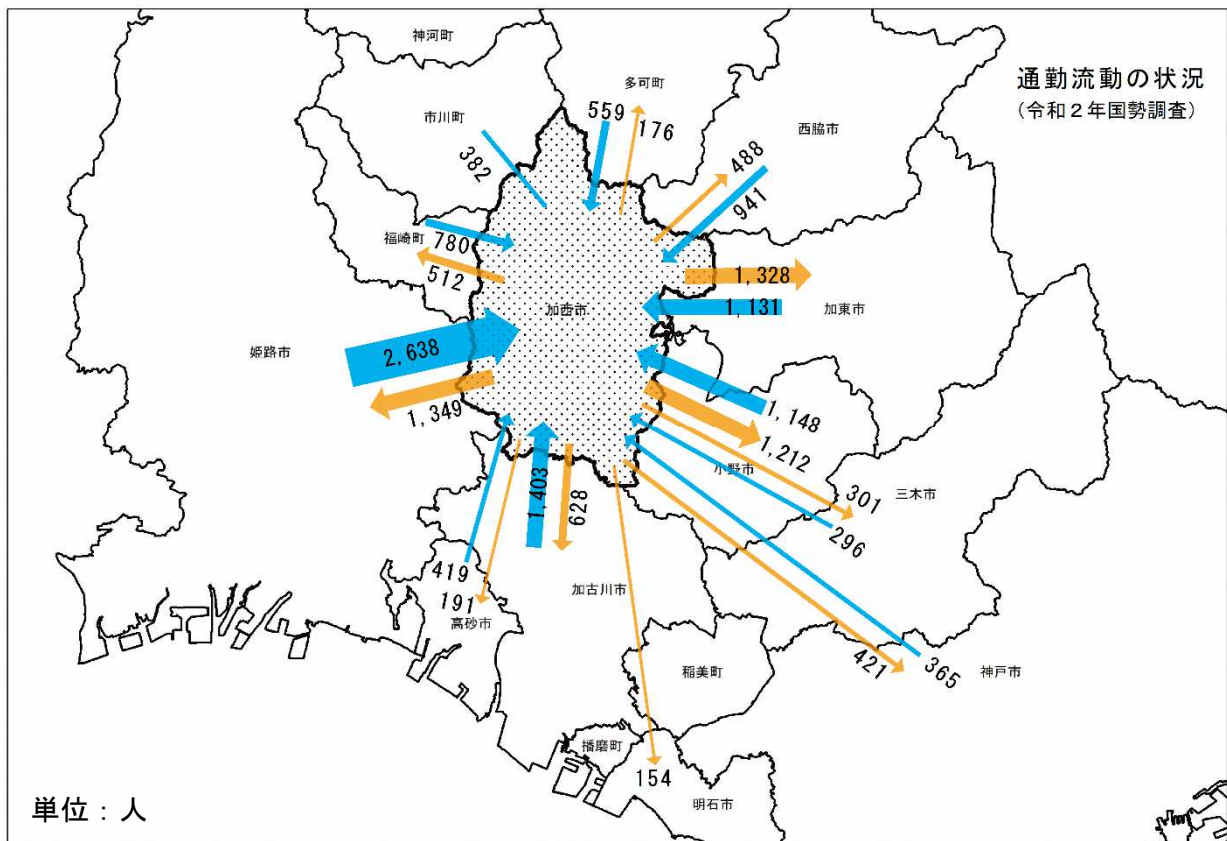 通勤流動の状況
(令和２年国勢調査)
神河町
多可町
市川町
西脇市
559
176
382
488
941
福崎町
780
512
1,328
1,131
加西市
加東市
姫路市
2,638
1,349
1,148
1,212
小野市
三木市
301
296
1,403
628
419
191
高砂市
加古川市
421
365
神戸市
稲美町
播磨町
154
明石市
単位：人